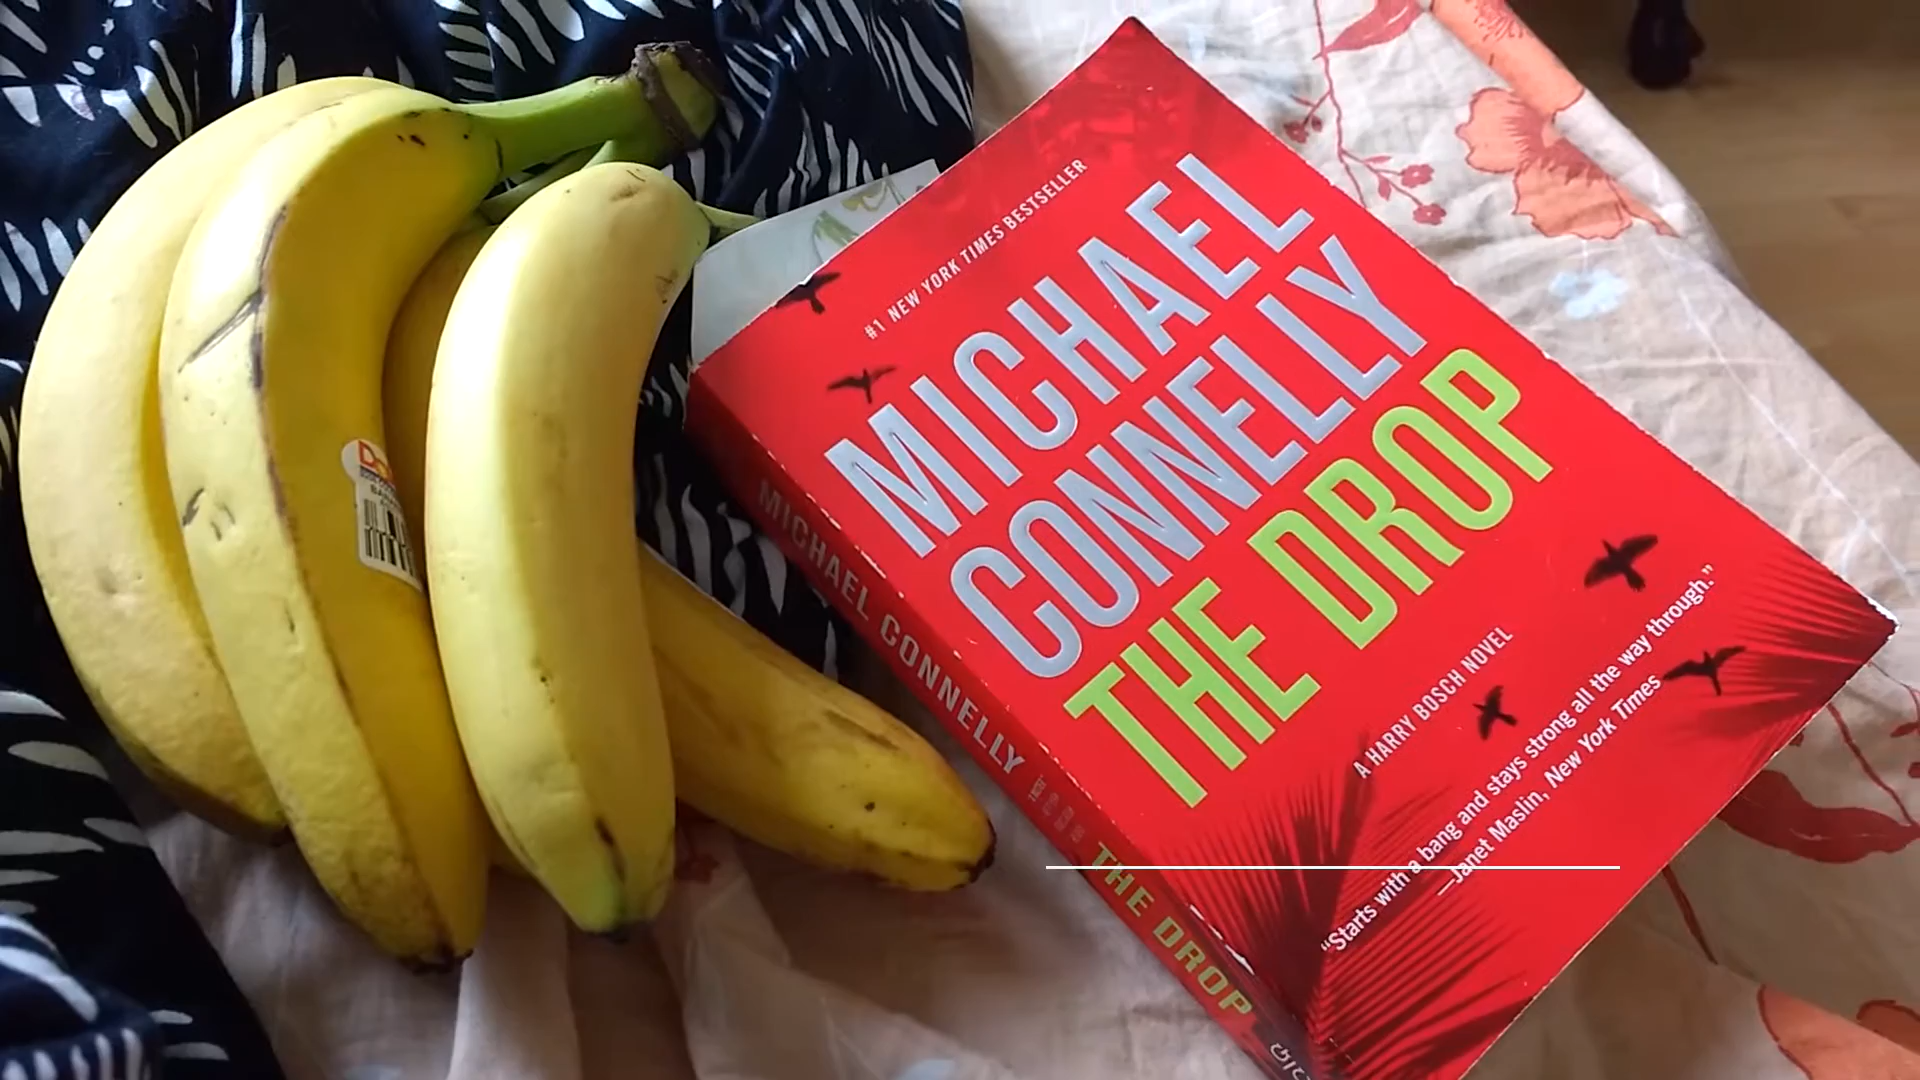 #1 NEW YORK TIMES BESTSELLER
MICHAEL
CONNELLY
THE DROP
A HARRY BOSCH NOVEL
“Starts with a bang and stays strong all the way through.”
—Janet Maslin, New York Times
MICHAEL CONNELLY
THE DROP